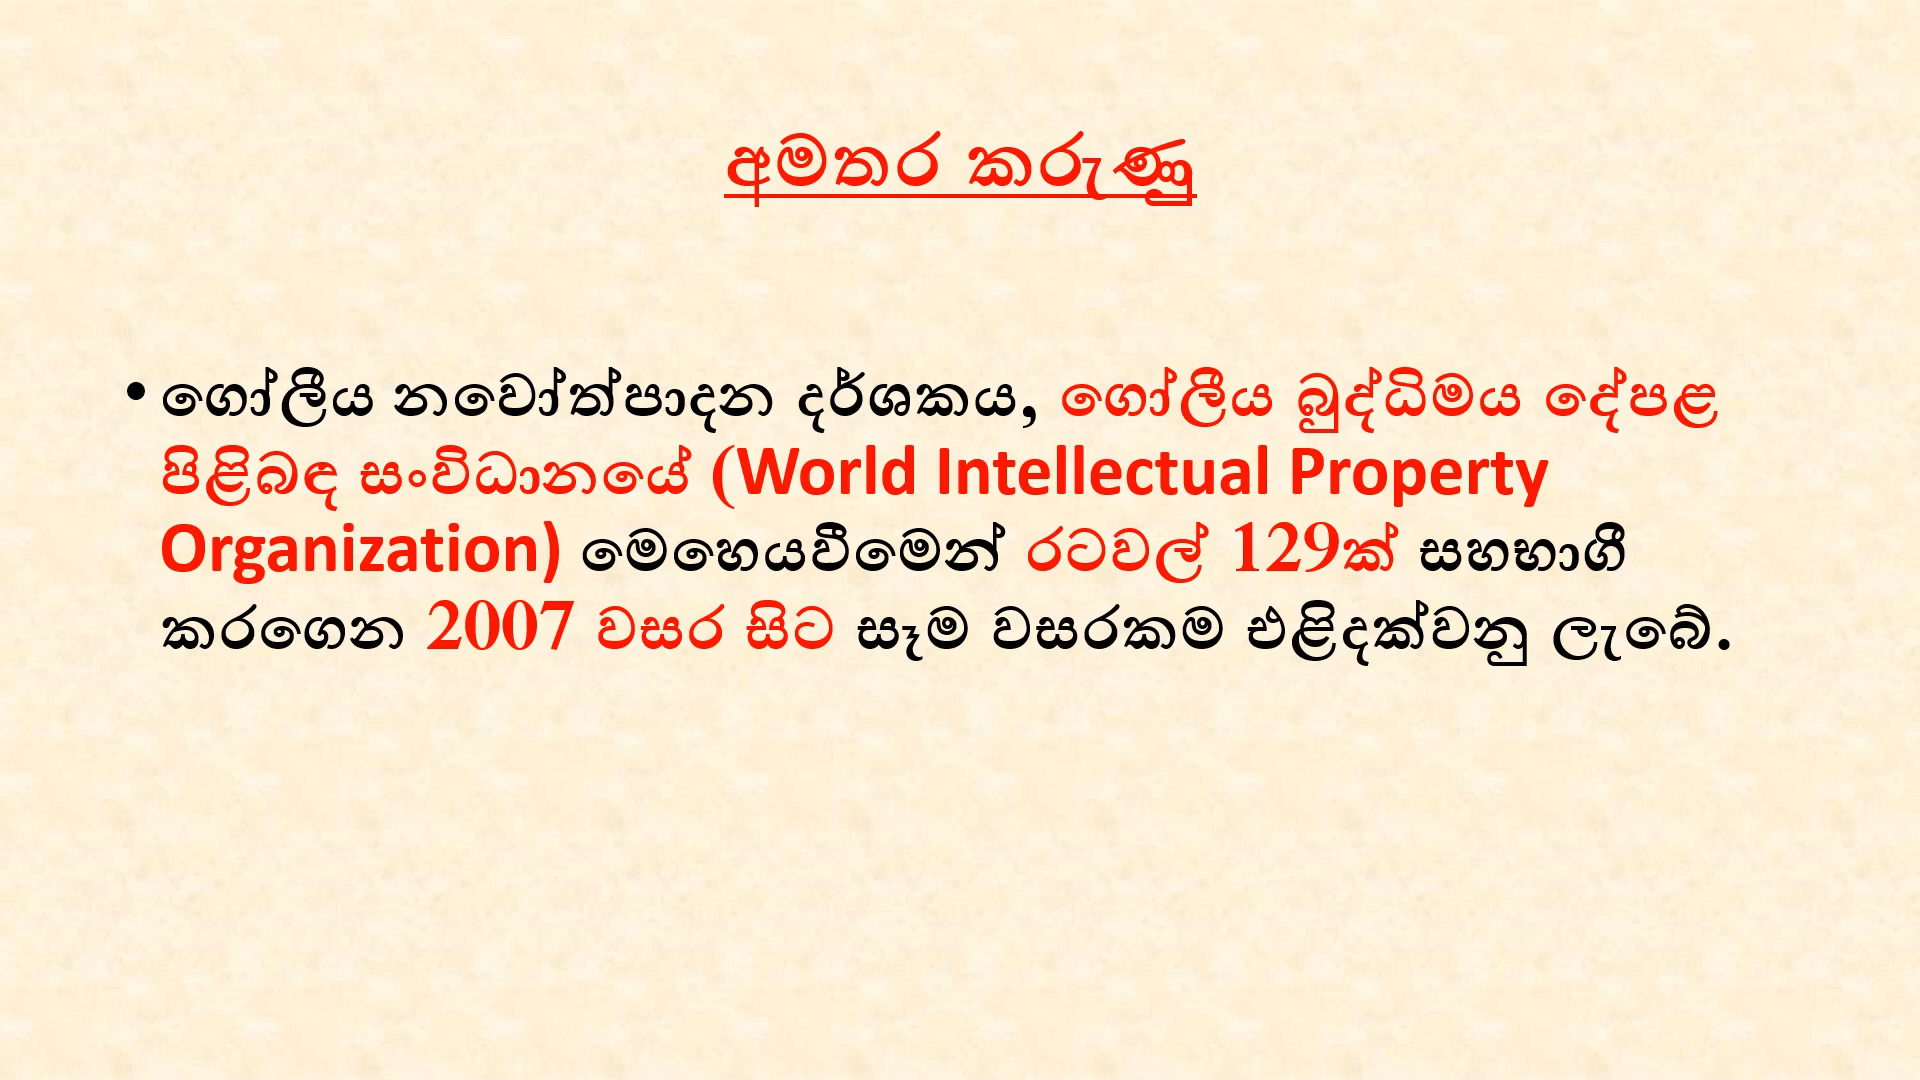 අමතර කරුණු
• ගෝලීය නවෝත්පාදන දර්ශකය, ගෝලීය බුද්ධිමය දේපළ
පිළිබඳ සංවිධානයේ (World Intellectual Property
Organization) මෙහෙයවීමෙන් රටවල් 129ක් සහභාගී
කරගෙන 2007 වසර සිට සෑම වසරකම එළිදක්වනු ලැබේ.